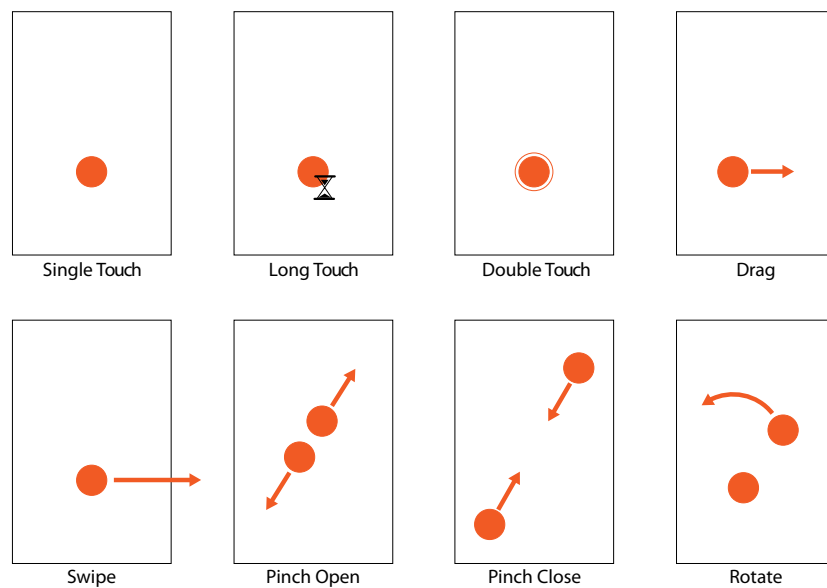 Single Touch
Long Touch
Double Touch
Drag
Swipe
Pinch Open
Pinch Close
Rotate